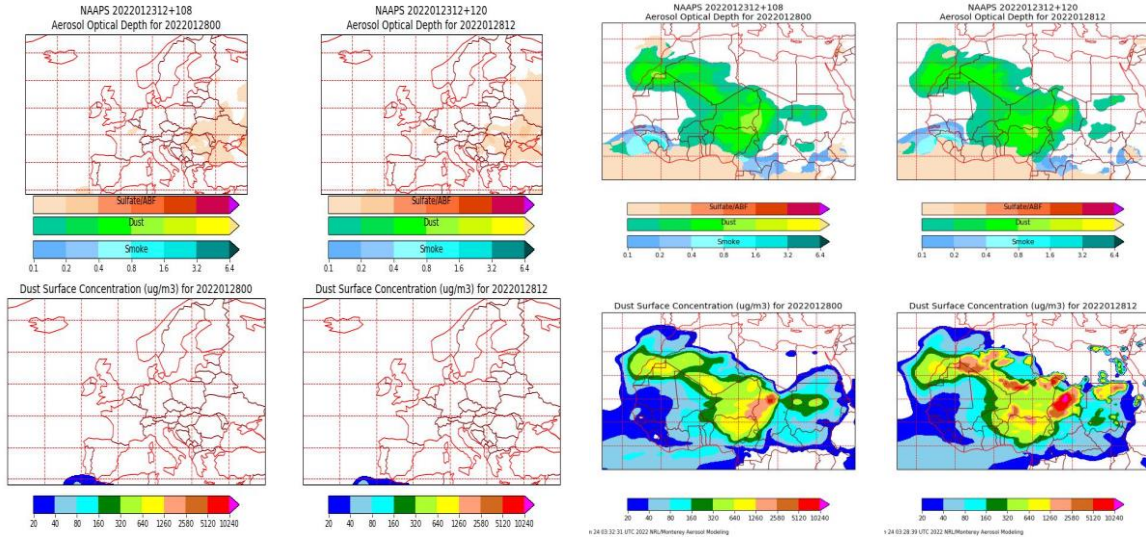 NAAPS 2022012312+108
Aerosol Optical Depth for 2022012800
NAAPS 2022012312+120
Aerosol Optical Depth for 2022012812
NAAPS 2022012312+108
Aerosol Optical Depth for 2022012800
NAAPS 2022012312+120
Aerosol Optical Depth for 2022012812
Sulfate/ABF
Dust
Smoke
0.1 0.2 0.4 0.8 1.6 3.2 6.4
Sulfate/ABF
Dust
Smoke
0.1 0.2 0.4 0.8 1.6 3.2 6.4
Sulfate/ABF
Dust
Smoke
0.1 0.2 0.4 0.8 1.6 3.2 6.4
Sulfate/ABF
Dust
Smoke
0.1 0.2 0.4 0.8 1.6 3.2 6.4
Dust Surface Concentration (ug/m3) for 2022012800
Dust Surface Concentration (ug/m3) for 2022012812
Dust Surface Concentration (ug/m3) for 2022012800
Dust Surface Concentration (ug/m3) for 2022012812
20 40 80 160 320 640 1260 2580 5120 10240
20 40 80 160 320 640 1260 2580 5120 10240
20 40 80 160 320 640 1260 2580 5120 10240
20 40 80 160 320 640 1260 2580 5120 10240
n 24 03:32:31 UTC 2022 NRL/Monterey Aerosol Modeling
n 24 03:28:39 UTC 2022 NRL/Monterey Aerosol Modeling